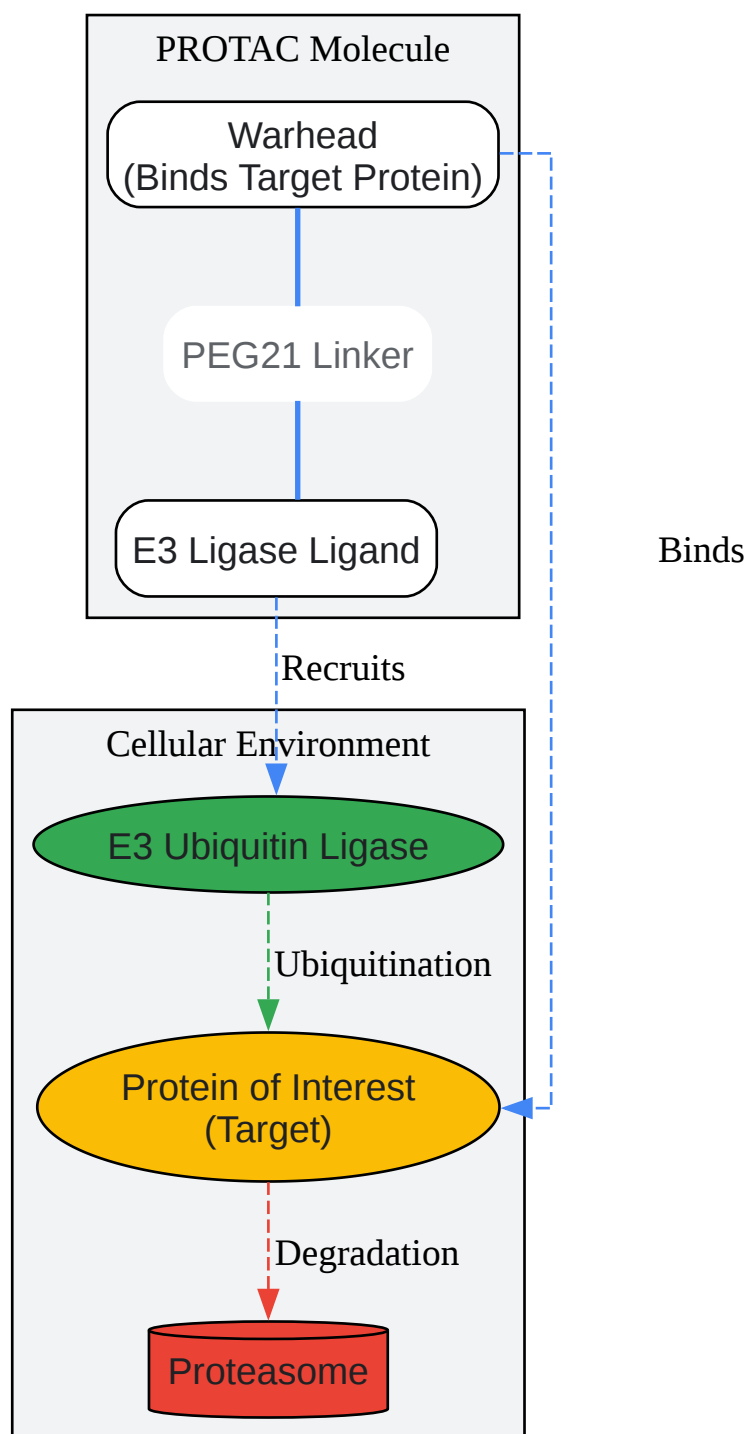 PROTAC Molecule
Warhead
(Binds Target Protein)
PEG21 Linker
E3 Ligase Ligand
Binds
Recruits
Cellular Environment
E3 Ubiquitin Ligase
Ubiquitination
Protein of Interest
(Target)
Degradation
Proteasome